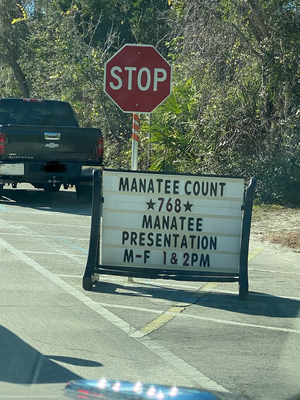 STOP
MANATEE COUNT
★768★
MANATEE
PRESENTATION
M-F 1&2PM